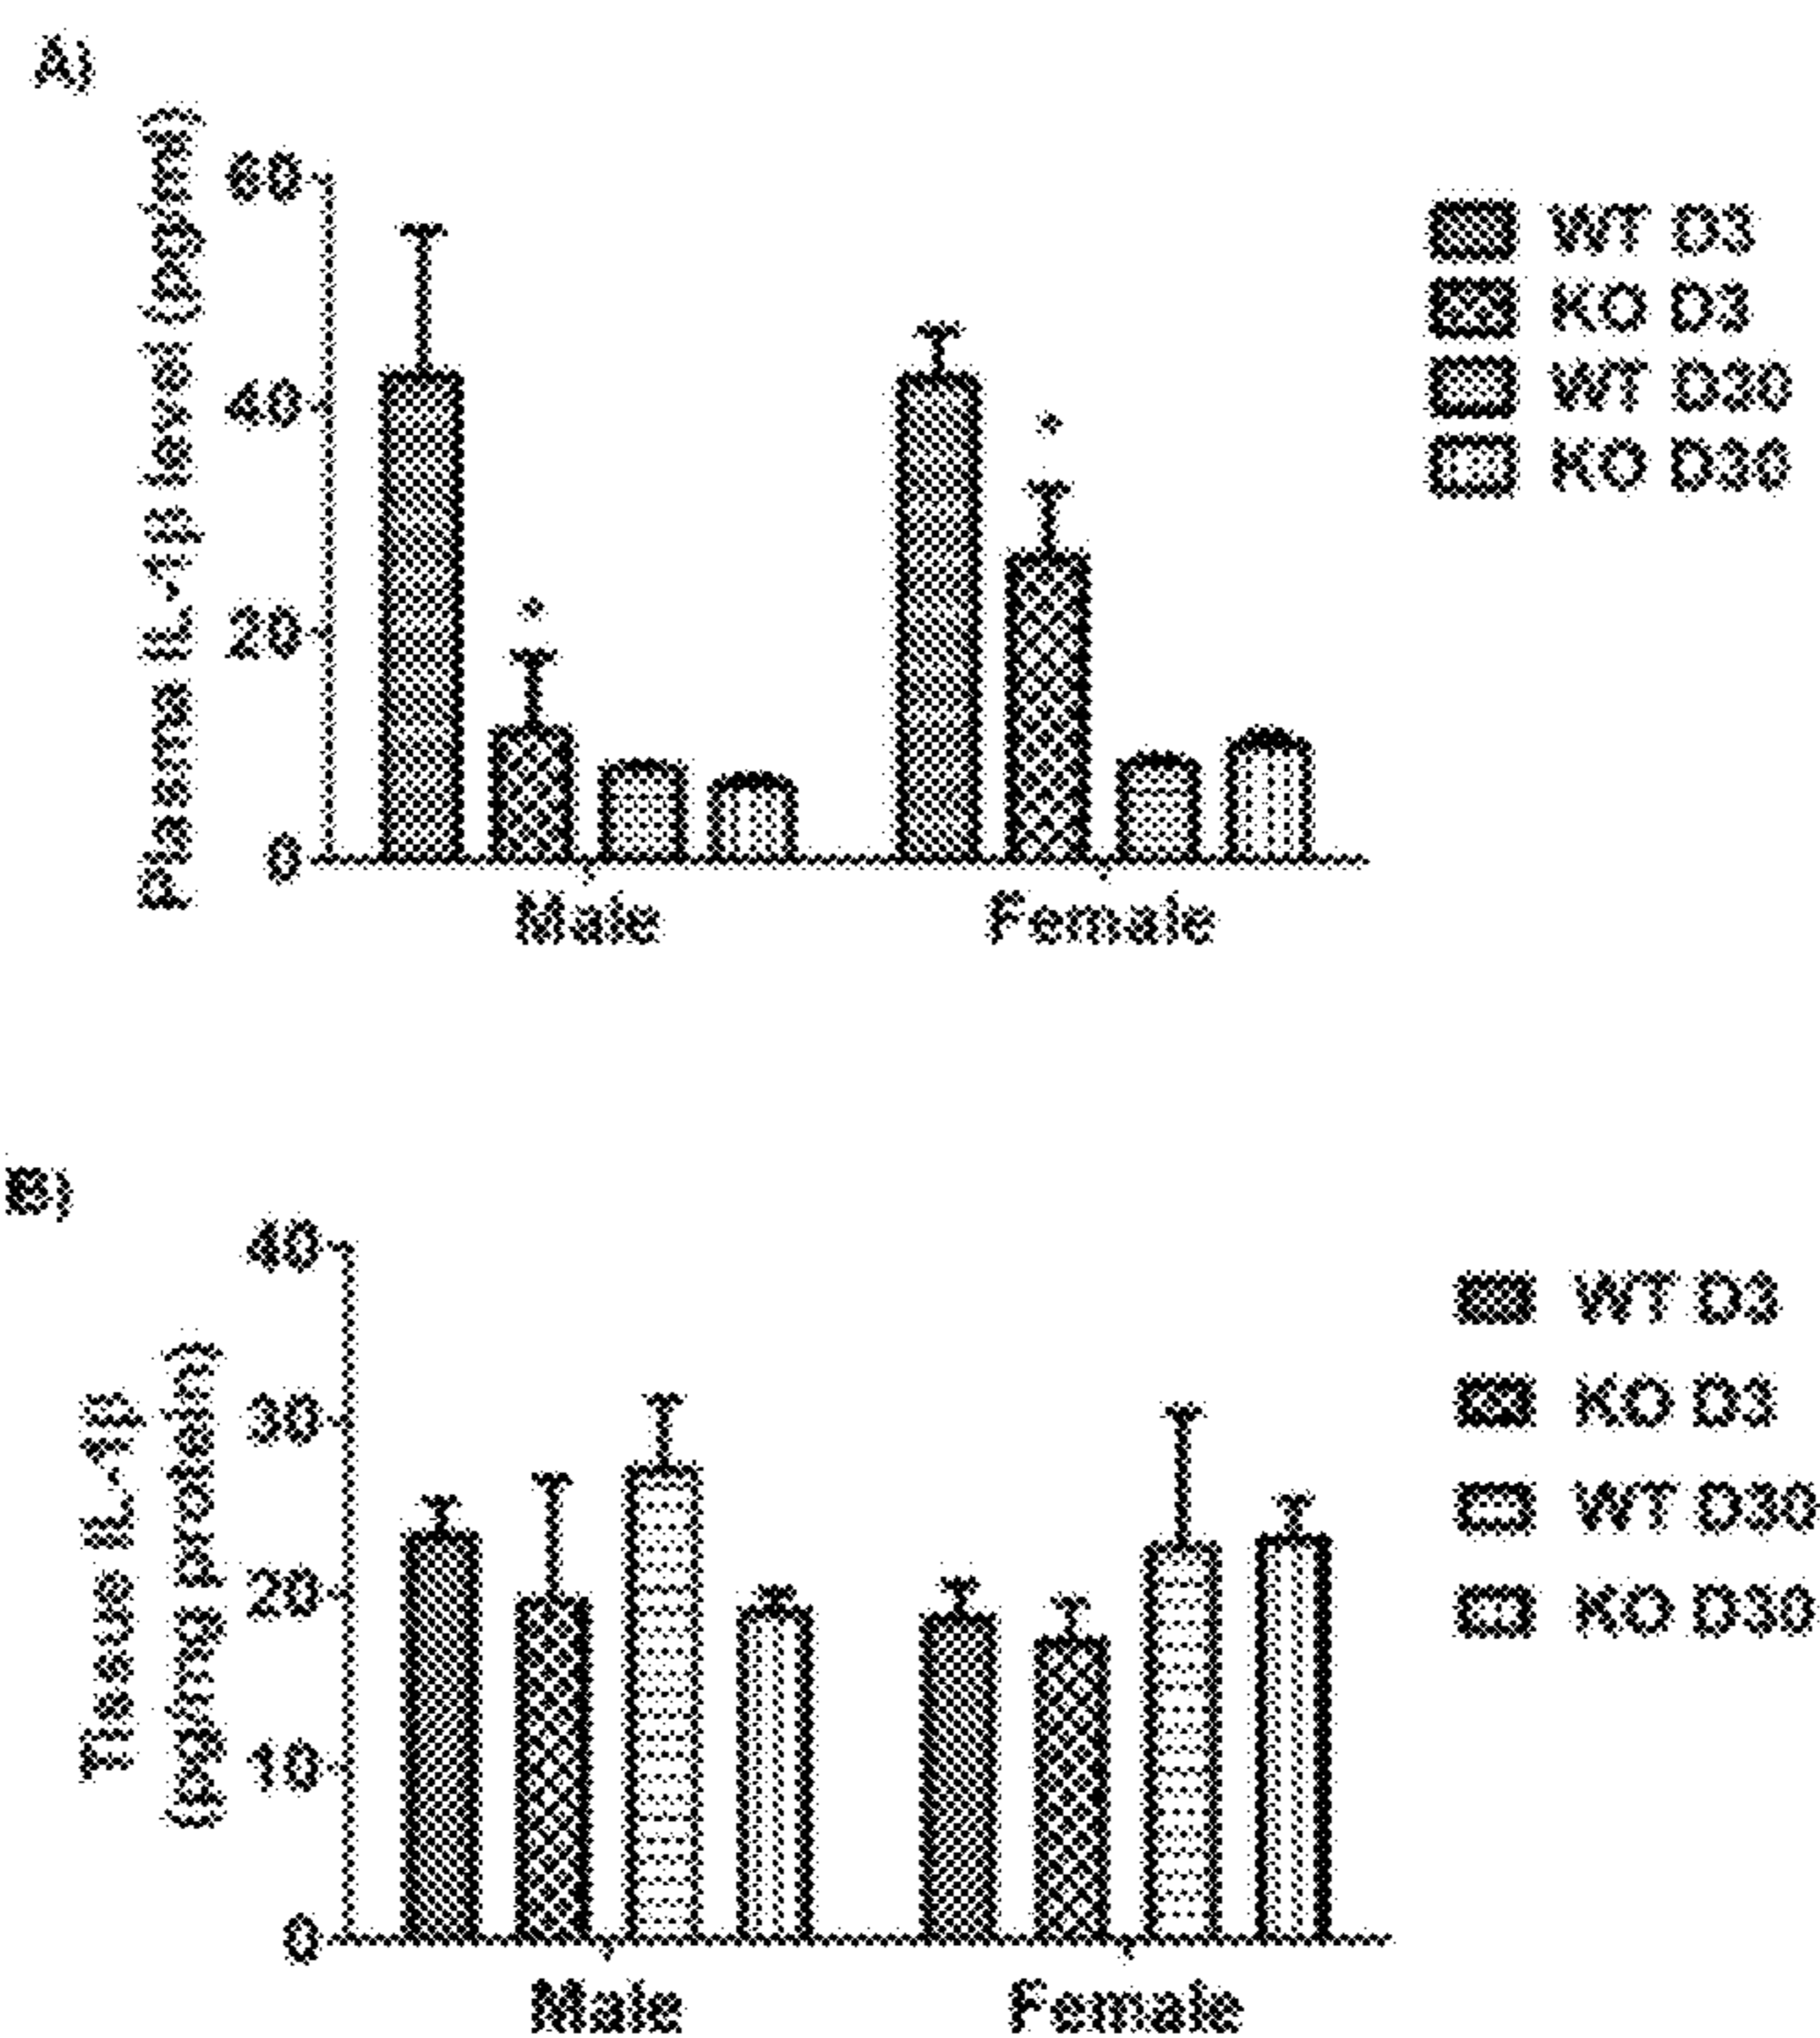 A)
Plasma IL-1β level (pg/ml)
60
40
20
0
Male
Female
WT D3
KO D3
WT D30
KO D30
*
*
B)
Tissue IL-1β
(pg/mg protein)
40
30
20
10
0
Male
Female
WT D3
KO D3
WT D30
KO D30